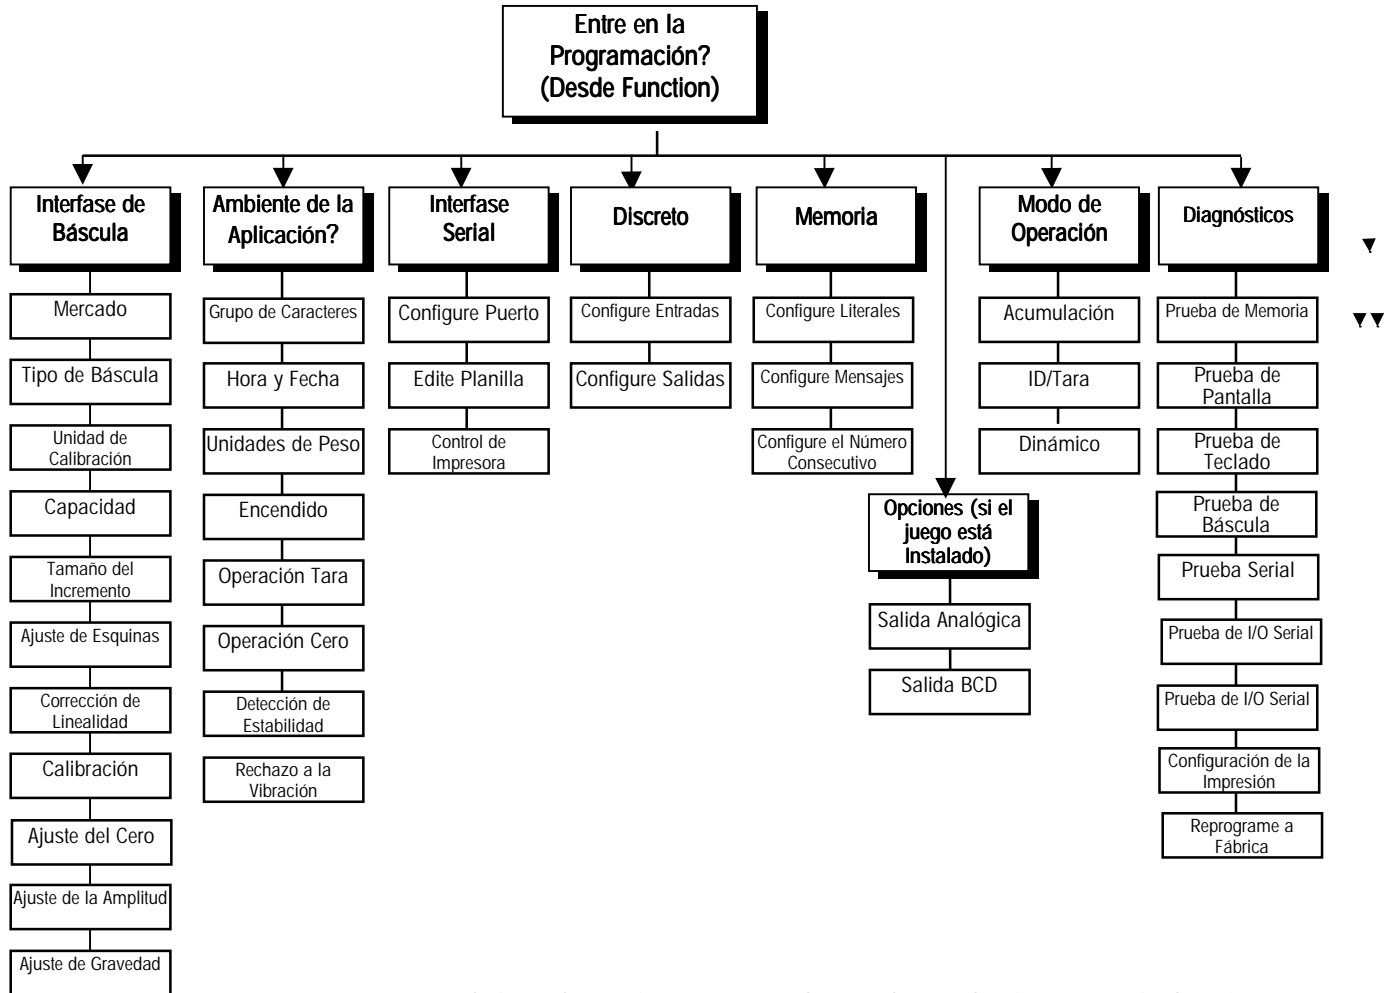 Entre en la
Programación?
(Desde Function)
Interfase de
Báscula
Mercado
Tipo de Báscula
Unidad de
Calibración
Capacidad
Tamaño del
Incremento
Ajuste de Esquinas
Corrección de
Linealidad
Calibración
Ajuste del Cero
Ajuste de la Amplitud
Ajuste de Gravedad
Ambiente de la
Aplicación?
Grupo de Caracteres
Hora y Fecha
Unidades de Peso
Encendido
Operación Tara
Operación Cero
Detección de
Estabilidad
Rechazo a la
Vibración
Interfase
Serial
Configure Puerto
Edite Planilla
Control de
Impresora
Discreto
Configure Entradas
Configure Salidas
Memoria
Configure Literales
Configure Mensajes
Configure el Número
Consecutivo
Opciones (si el
juego está
Instalado)
Salida Analógica
Salida BCD
Modo de
Operación
Acumulación
ID/Tara
Dinámico
Diagnósticos
Prueba de Memoria
Prueba de
Pantalla
Prueba de
Teclado
Prueba de
Báscula
Prueba Serial
Prueba de I/O Serial
Prueba de I/O Serial
Configuración de la
Impresión
Reprograme a
Fábrica